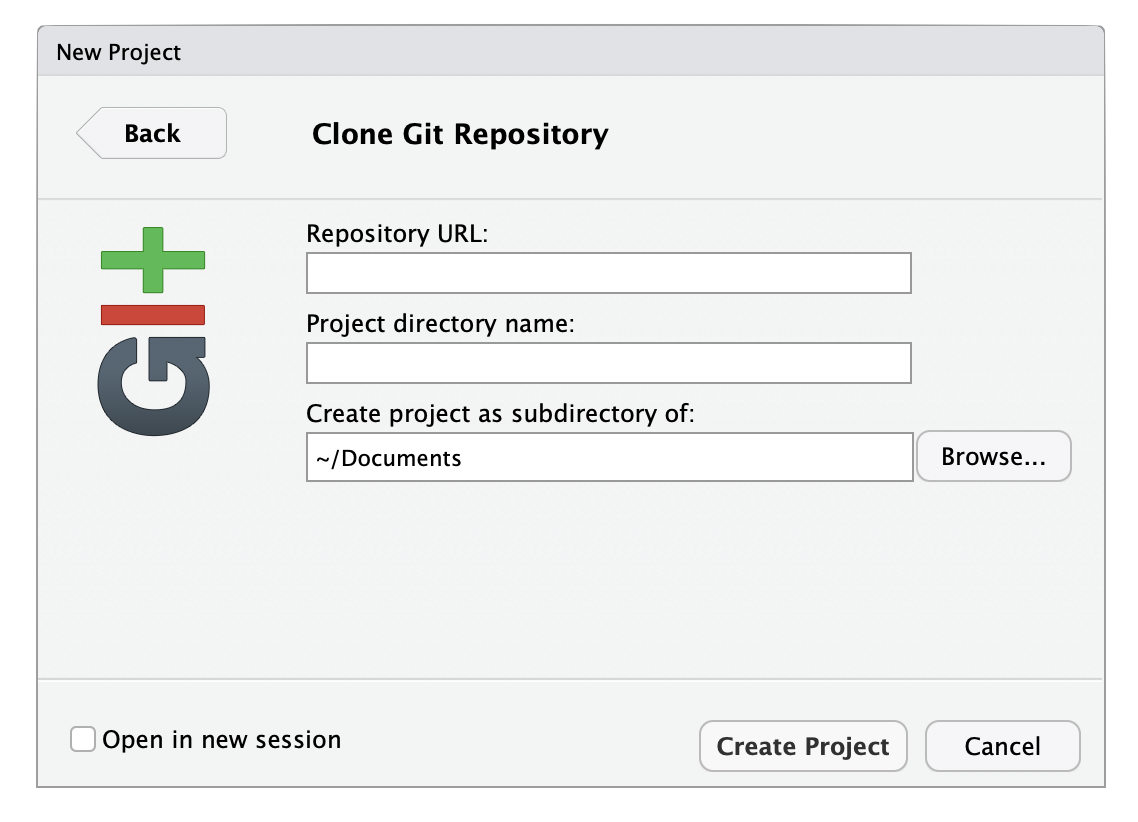 New Project
Back
Clone Git Repository
Repository URL:
Project directory name:
Create project as subdirectory of:
~/Documents
Browse...
GIT
Open in new session
Create Project
Cancel